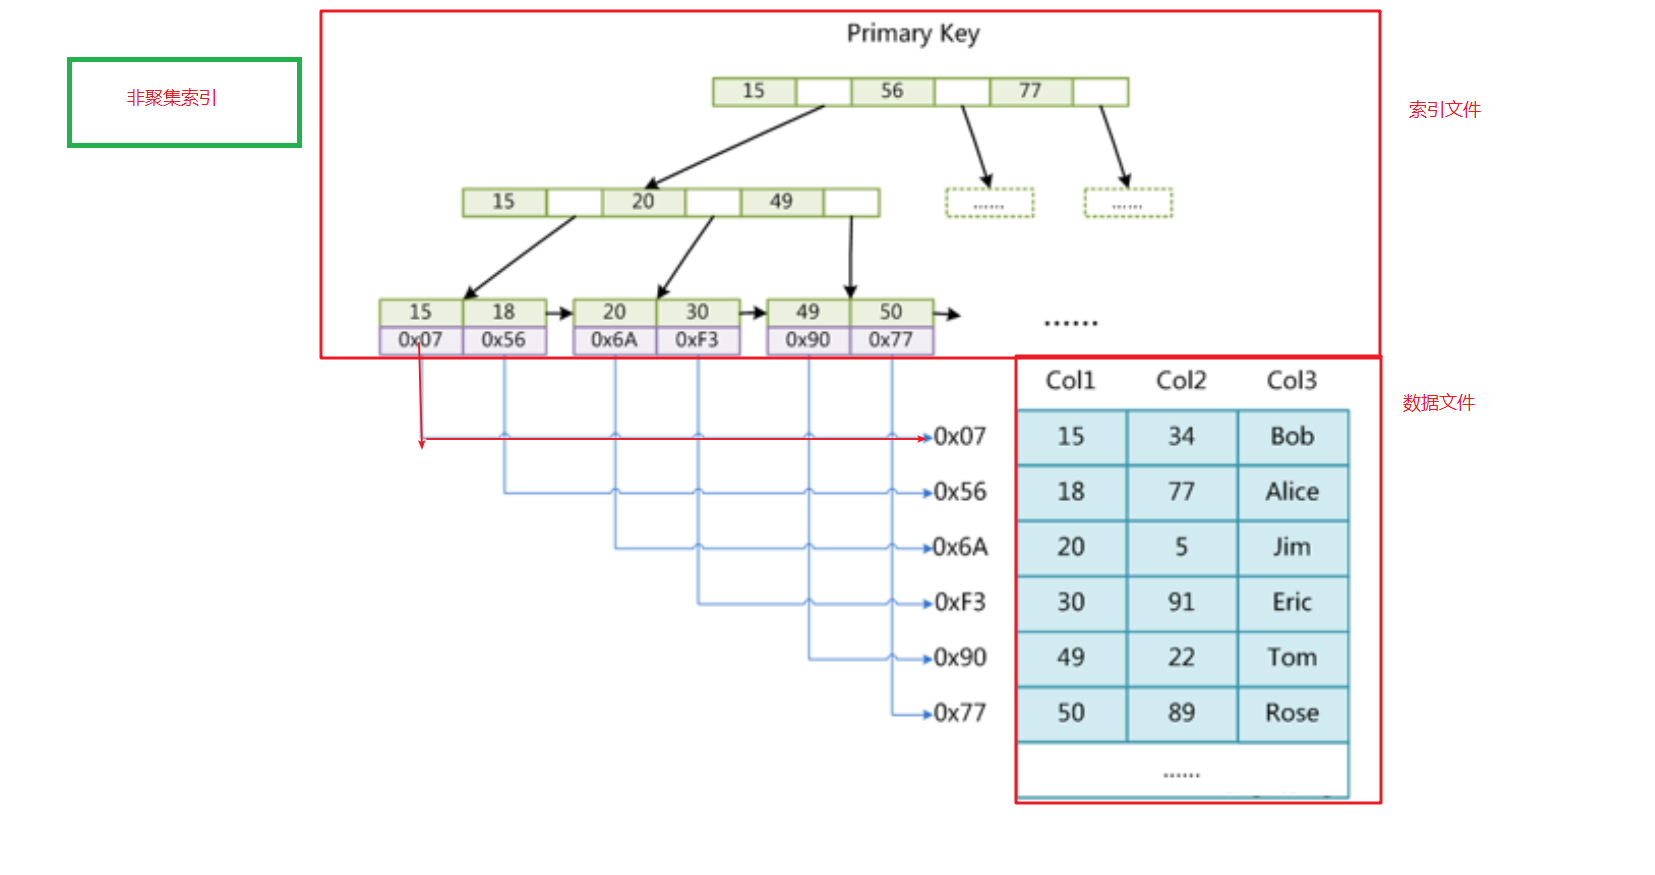 Primary Key
非聚集索引
15 56 77
索引文件
15 20 49
...... ......
15 18 20 30 49 50
0x07 0x56 0x6A 0xF3 0x90 0x77
......
Col1 Col2 Col3
数据文件
0x07 15 34 Bob
0x56 18 77 Alice
0x6A 20 5 Jim
0xF3 30 91 Eric
0x90 49 22 Tom
0x77 50 89 Rose
......